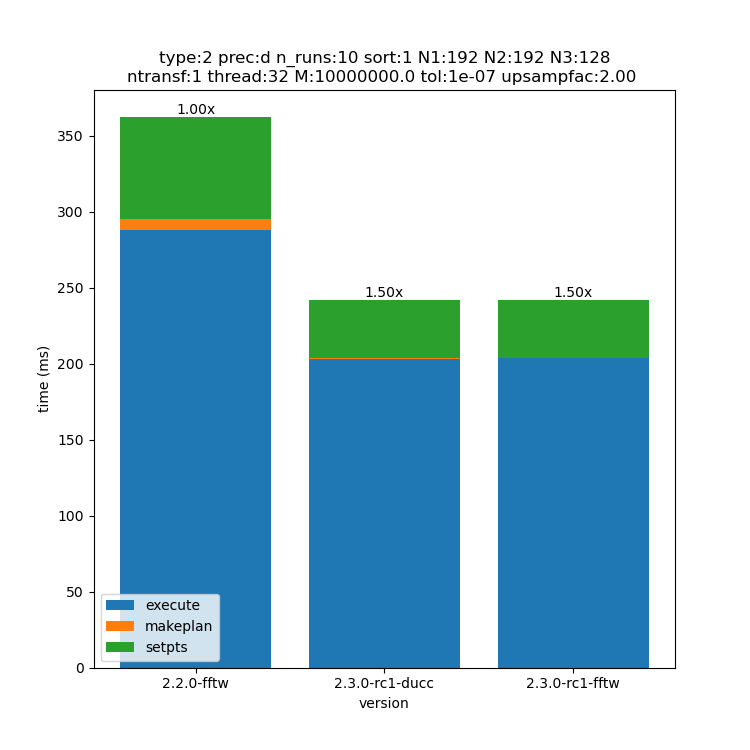 type:2 prec:d n_runs:10 sort:1 N1:192 N2:192 N3:128
ntransf:1 thread:32 M:10000000.0 tol:1e-07 upsampfac:2.00
1.00x
1.50x
1.50x
350
300
250
200
150
100
50
0
time (ms)
execute
makeplan
setpts
2.2.0-fftw
2.3.0-rc1-ducc
2.3.0-rc1-fftw
version